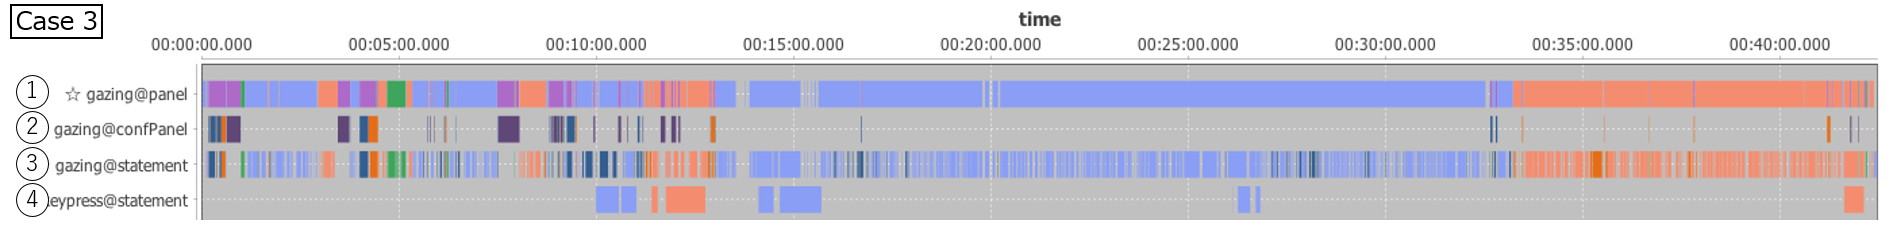 Case 3
time
00:00:00.000 00:05:00.000 00:10:00.000 00:15:00.000 00:20:00.000 00:25:00.000 00:30:00.000 00:35:00.000 00:40:00.000
1 ☆ gazing@panel
2 gazing@confPanel
3 gazing@statement
4 eypress@statement